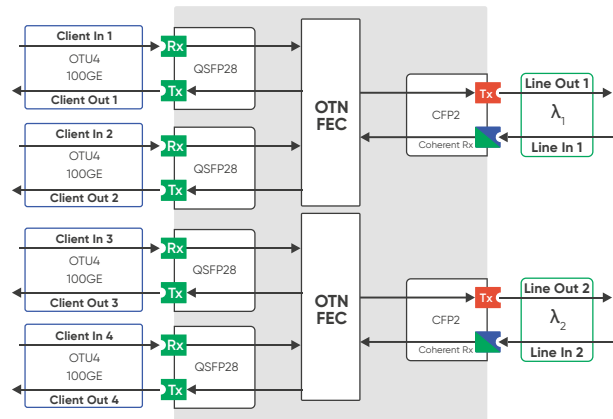 Client In 1
OTU4
100GE
Client Out 1
Rx
Tx
QSFP28
Client In 2
OTU4
100GE
Client Out 2
Rx
Tx
QSFP28
OTN
FEC
CFP2
Coherent Rx
Tx
Line Out 1
λ1
Line In 1
Client In 3
OTU4
100GE
Client Out 3
Rx
Tx
QSFP28
Client In 4
OTU4
100GE
Client Out 4
Rx
Tx
QSFP28
OTN
FEC
CFP2
Coherent Rx
Tx
Line Out 2
λ2
Line In 2